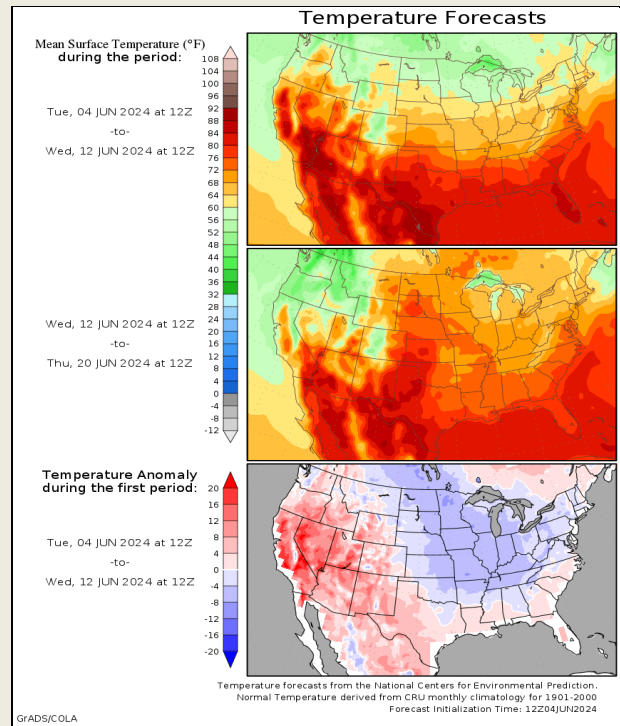 Temperature Forecasts
Mean Surface Temperature (°F)
during the period:
108
104
100
96
92
88
84
80
76
72
68
64
60
56
52
48
44
40
36
32
28
24
20
16
12
8
4
0
-4
-8
-12
Tue, 04 JUN 2024 at 12Z
-to-
Wed, 12 JUN 2024 at 12Z
Wed, 12 JUN 2024 at 12Z
-to-
Thu, 20 JUN 2024 at 12Z
Temperature Anomaly
during the first period:
20
16
12
8
4
0
-4
-8
-12
-16
-20
Tue, 04 JUN 2024 at 12Z
-to-
Wed, 12 JUN 2024 at 12Z
Temperature forecasts from the National Centers for Environmental Prediction.
Normal Temperature derived from CRU monthly climatology for 1901-2000
Forecast Initialization Time: 12Z04JUN2024
GrADS/COLA